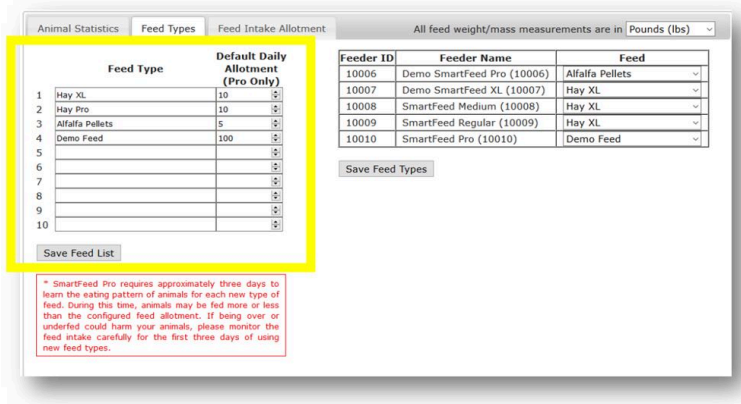 Animal Statistics Feed Types Feed Intake Allotment All feed weight/mass measurements are in Pounds (lbs)
Feed Type Default Daily Allotment (Pro Only)
1 Hay XL 10
2 Hay Pro 10
3 Alfalfa Pellets 5
4 Demo Feed 100
5
6
7
8
9
10
Save Feed List
* SmartFeed Pro requires approximately three days to
learn the eating pattern of animals for each new type of
feed. During this time, animals may be fed more or less
than the configured feed allotment. If being over or
underfed could harm your animals, please monitor the
feed intake carefully for the first three days of using
new feed types.
Feeder ID Feeder Name Feed
10006 Demo SmartFeed Pro (10006) Alfalfa Pellets
10007 Demo SmartFeed XL (10007) Hay XL
10008 SmartFeed Medium (10008) Hay XL
10009 SmartFeed Regular (10009) Hay XL
10010 SmartFeed Pro (10010) Demo Feed
Save Feed Types